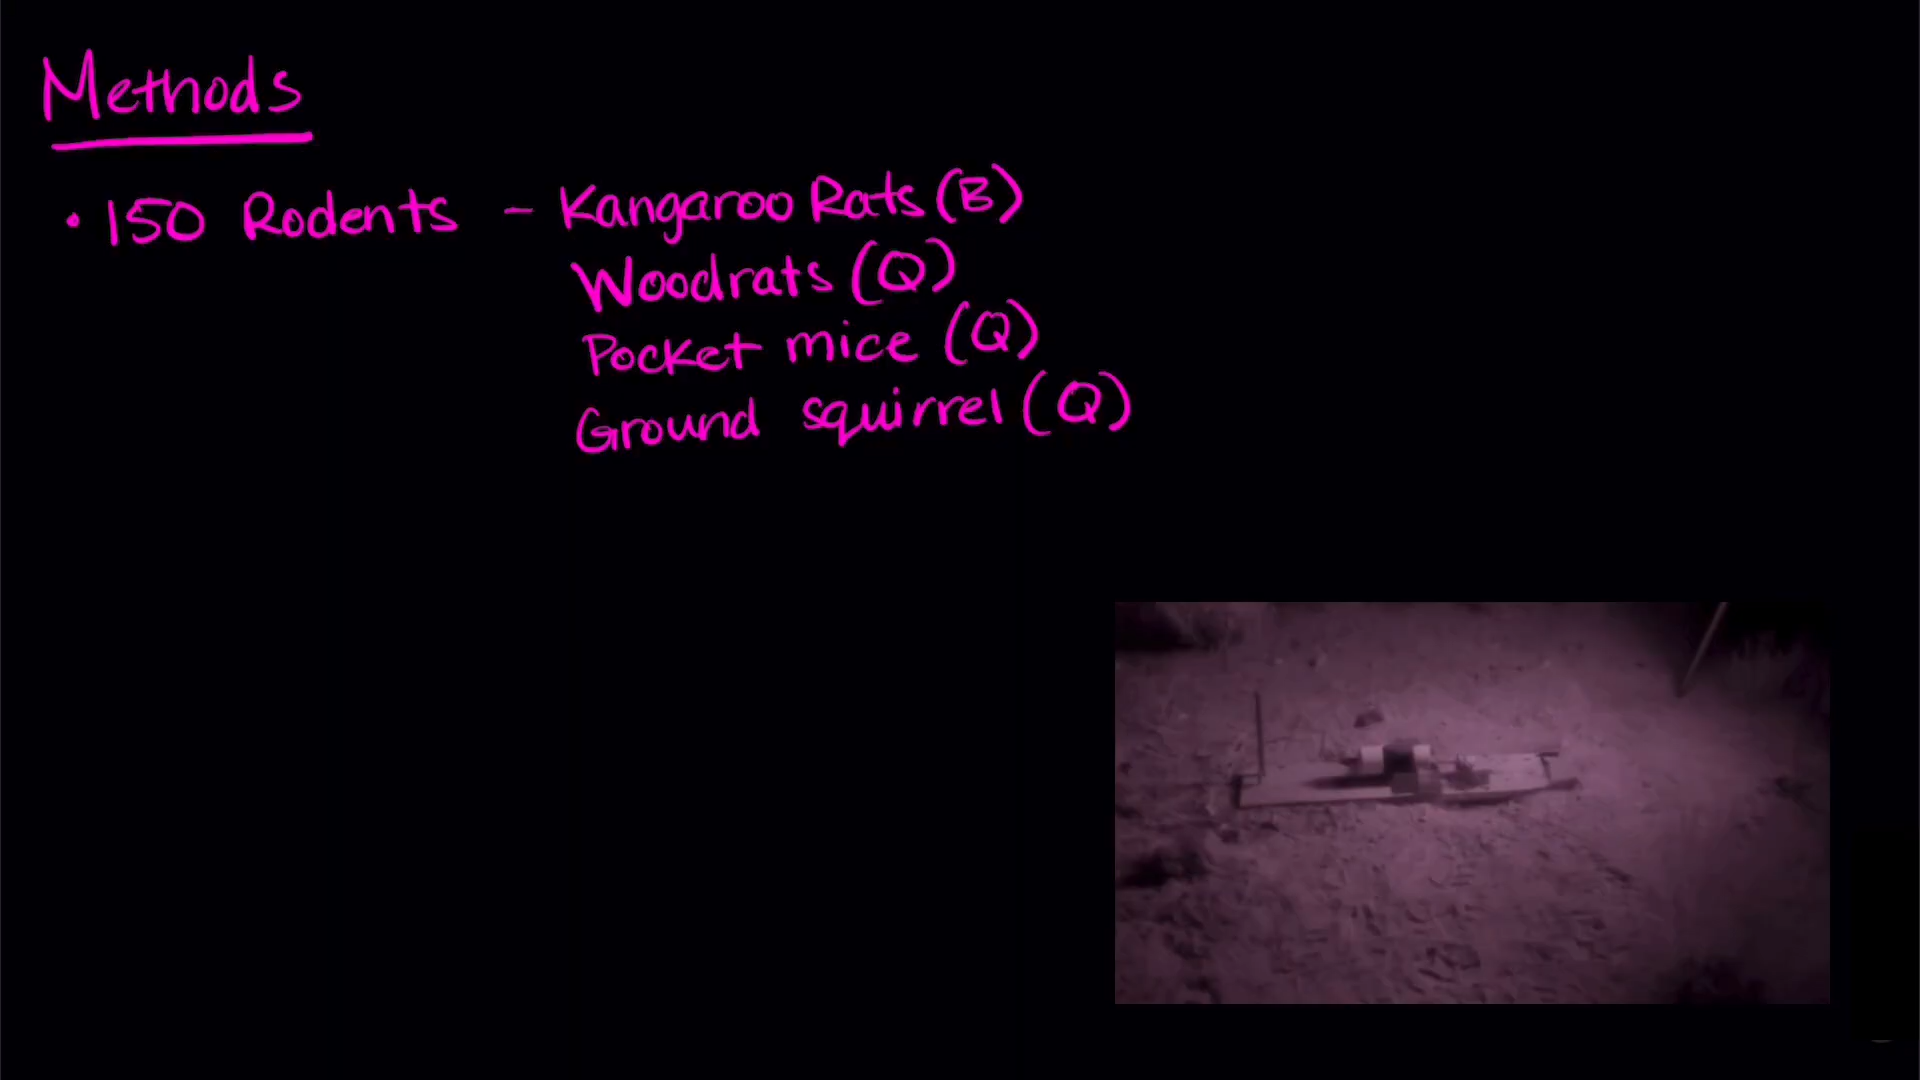 Methods
• 150 Rodents - Kangaroo Rats (B)
Woodrats (Q)
Pocket mice (Q)
Ground squirrel (Q)